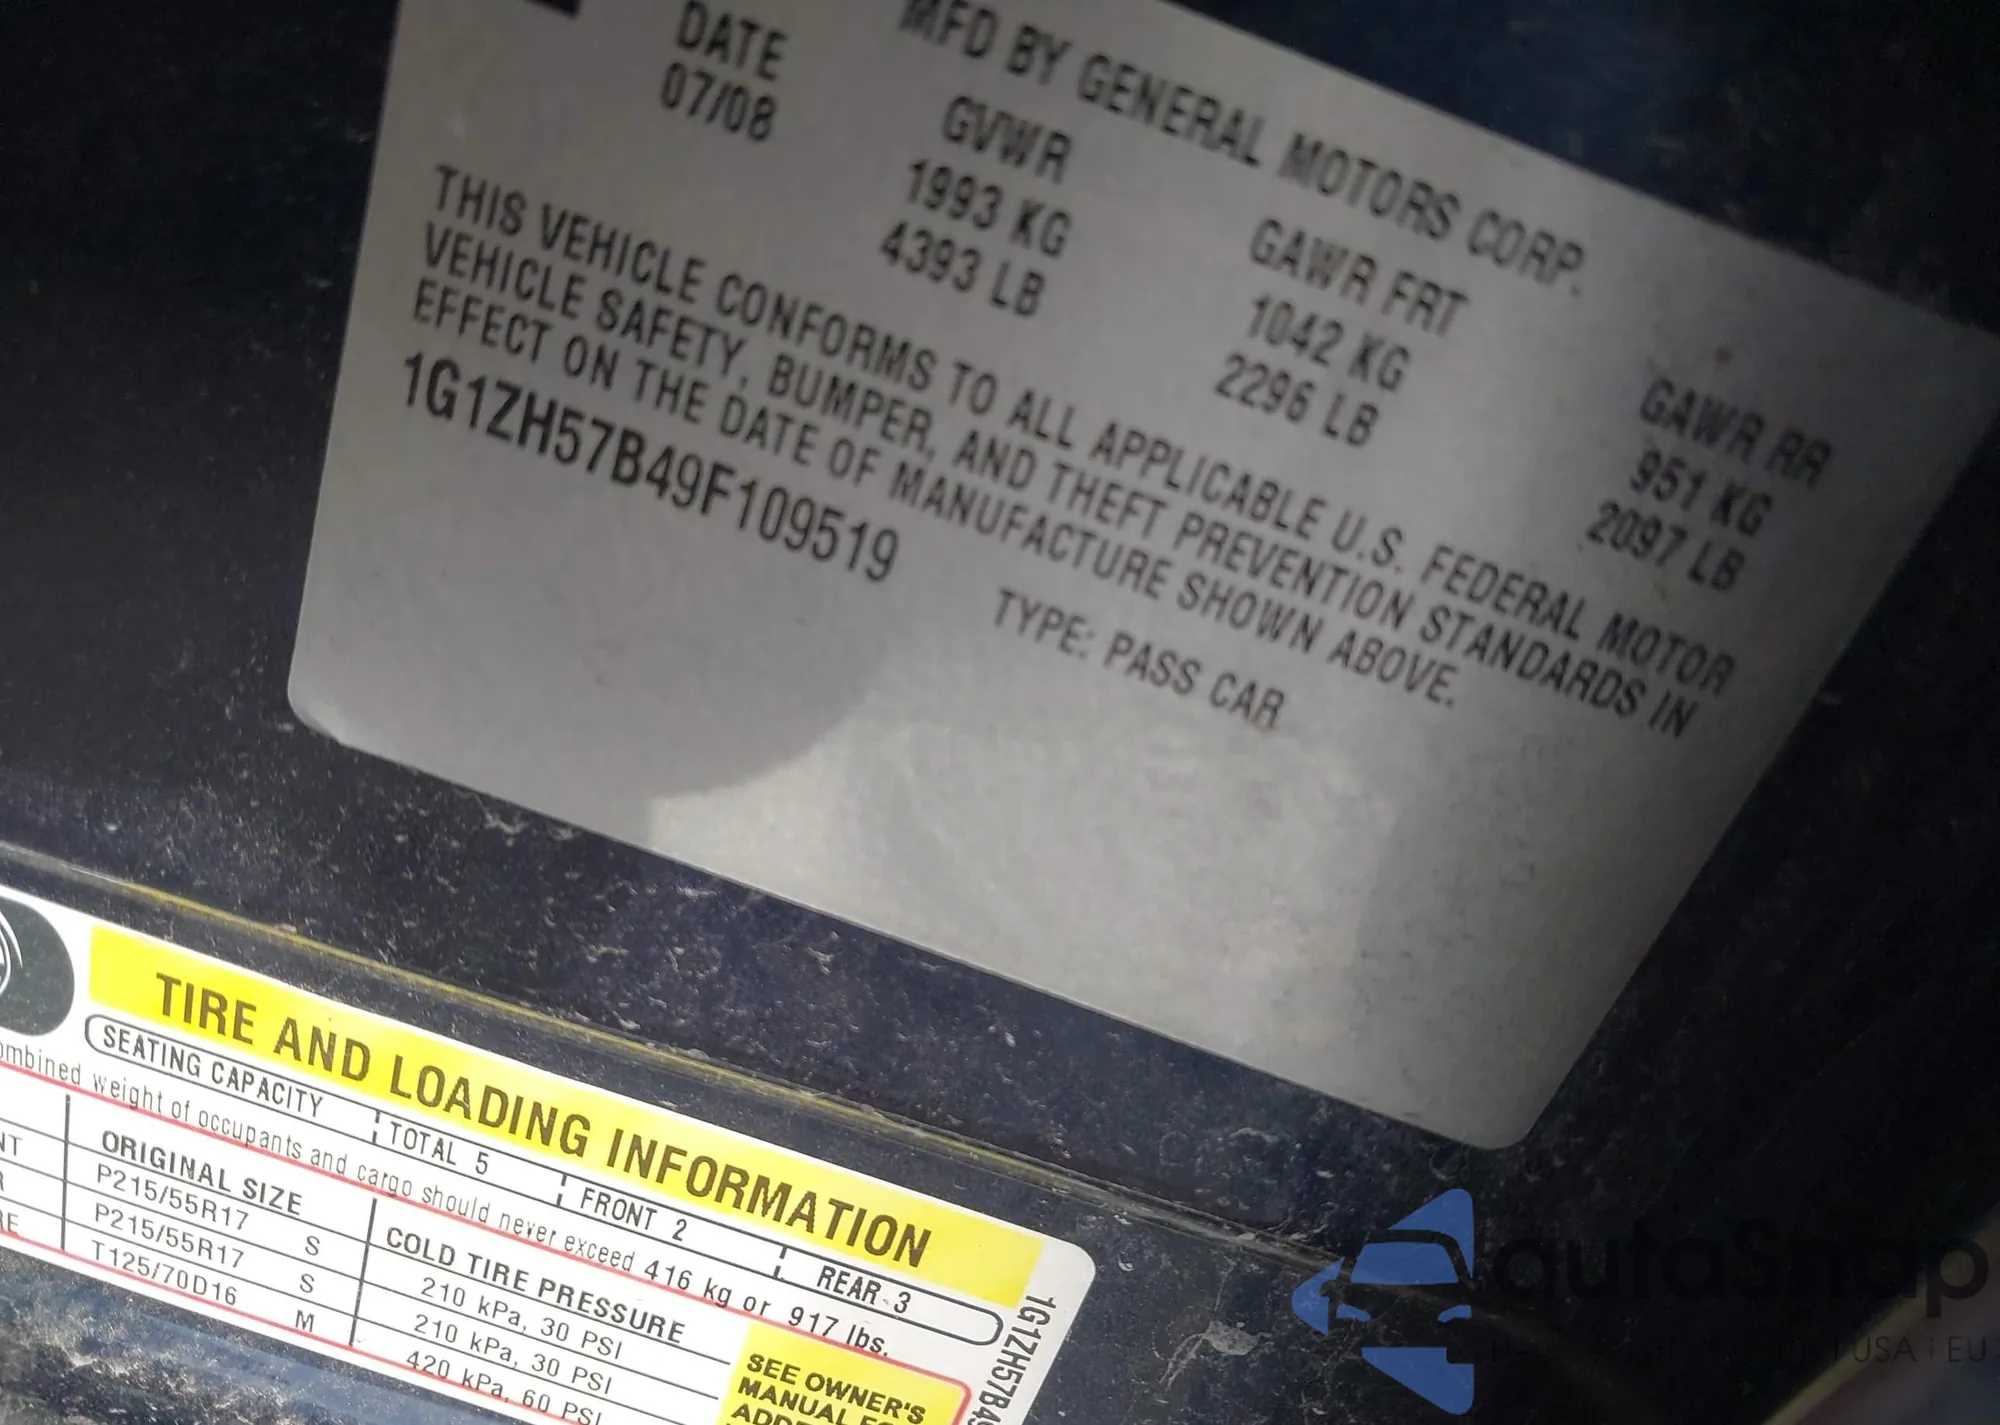 MFD BY GENERAL MOTORS CORP.
DATE GVWR GAWR FRT GAWR RR
07/08 1993 KG 1042 KG 951 KG
4393 LB 2296 LB 2097 LB
THIS VEHICLE CONFORMS TO ALL APPLICABLE U.S. FEDERAL MOTOR
VEHICLE SAFETY, BUMPER, AND THEFT PREVENTION STANDARDS IN
EFFECT ON THE DATE OF MANUFACTURE SHOWN ABOVE.
1G1ZH57B49F109519 TYPE: PASS CAR
TIRE AND LOADING INFORMATION
SEATING CAPACITY TOTAL 5 FRONT 2 REAR 3
weight of occupants and cargo should never exceed 416 kg or 917 lbs.
ORIGINAL SIZE COLD TIRE PRESSURE
P215/55R17 S 210 kPa, 30 PSI
P215/55R17 S 210 kPa, 30 PSI
T125/70D16 M 420 kPa, 60 PSI
SEE OWNER'S
MANUAL
1G1ZH57B49
autaSnap
USA | EU